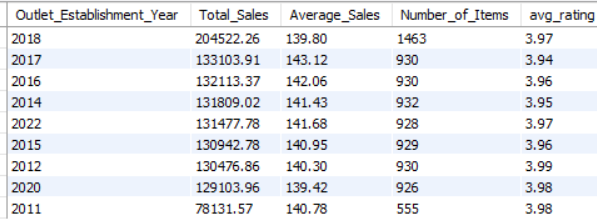 Outlet_Establishment_Year Total_Sales Average_Sales Number_of_Items avg_rating
2018 204522.26 139.80 1463 3.97
2017 133103.91 143.12 930 3.94
2016 132113.37 142.06 930 3.96
2014 131809.02 141.43 932 3.95
2022 131477.78 141.68 928 3.97
2015 130942.78 140.95 929 3.96
2012 130476.86 140.30 930 3.99
2020 129103.96 139.42 926 3.98
2011 78131.57 140.78 555 3.98